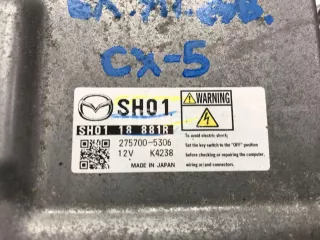 CX-5
SH01
WARNING
SH01 18 881R
275700-5306
12V K4238
MADE IN JAPAN
To avoid electric shock;
Set the key switch to the "OFF" position
before checking or repairing the computer,
wiring and/or connectors.